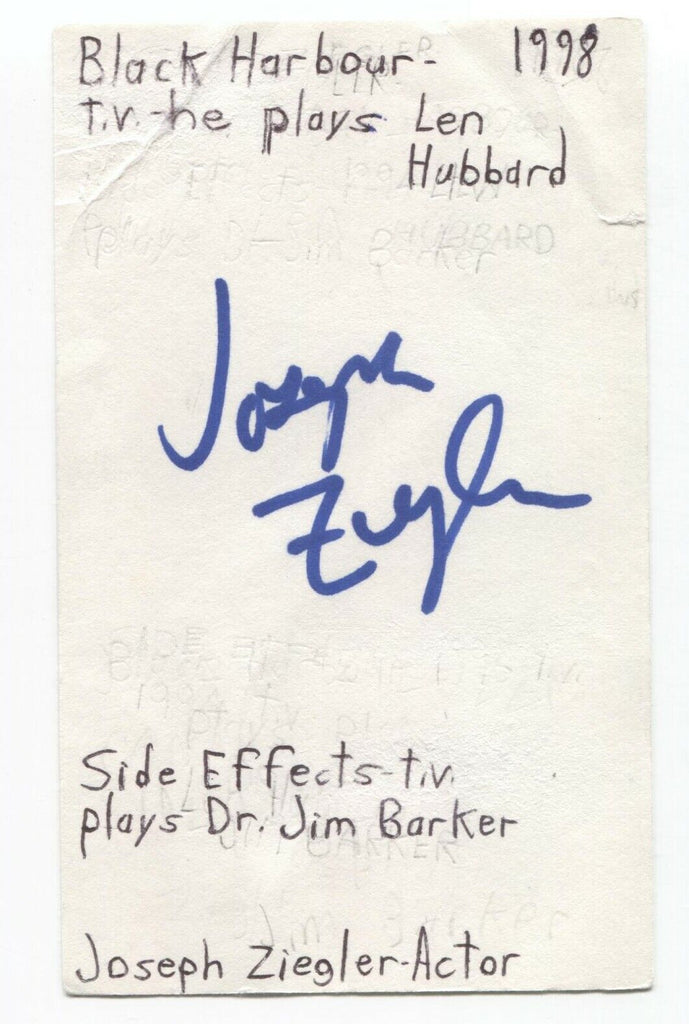 Black Harbour- 1998
T.V.-he plays Len
Hubbard
Joseph
Ziegler
Side Effects-T.V.
plays Dr. Jim Barker
Joseph Ziegler-Actor